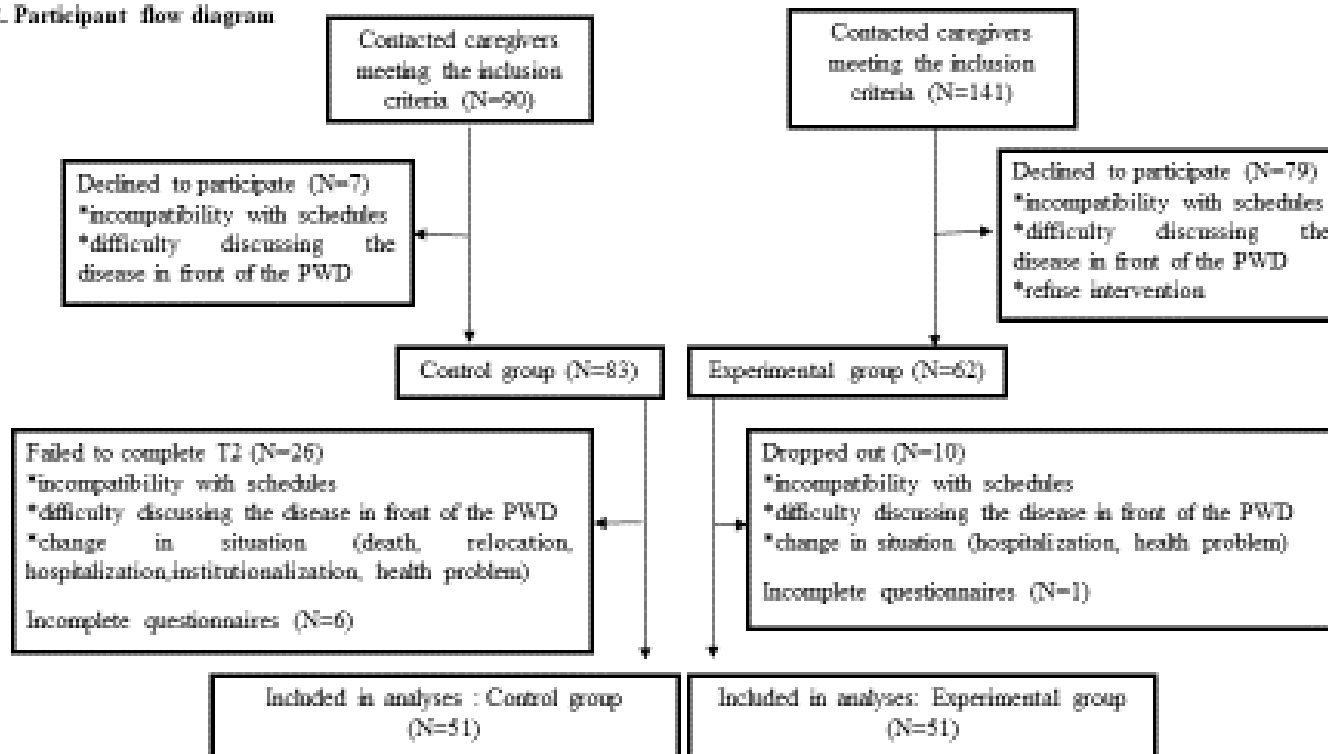 . Participant flow diagram
Contacted caregivers
meeting the inclusion
criteria (N=90)
Contacted caregivers
meeting the inclusion
criteria (N=141)
Declined to participate (N=7)
*incompatibility with schedules
*difficulty discussing the
disease in front of the PWD
Declined to participate (N=79)
*incompatibility with schedules
*difficulty discussing the
disease in front of the PWD
*refuse intervention
Control group (N=83)
Experimental group (N=62)
Failed to complete T2 (N=26)
*incompatibility with schedules
*difficulty discussing the disease in front of the PWD
*change in situation (death, relocation,
hospitalization,institutionalization, health problem)
Incomplete questionnaires (N=6)
Dropped out (N=10)
*incompatibility with schedules
*difficulty discussing the disease in front of the PWD
*change in situation (hospitalization, health problem)
Incomplete questionnaires (N=1)
Included in analyses : Control group
(N=51)
Included in analyses: Experimental group
(N=51)